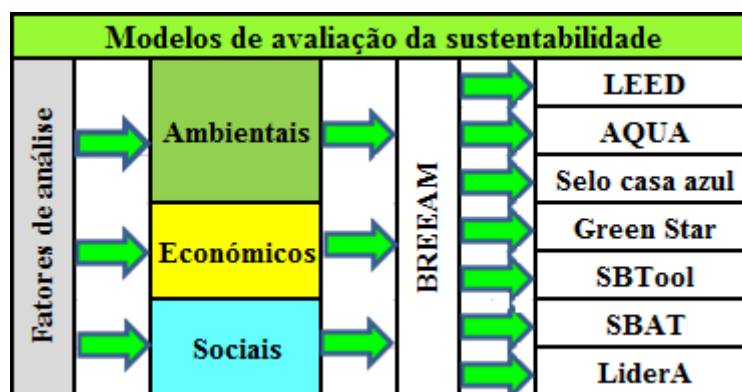 Modelos de avaliação da sustentabilidade
Fatores de análise
Ambientais
Económicos
Sociais
BREEAM
LEED
AQUA
Selo casa azul
Green Star
SBTool
SBAT
LiderA